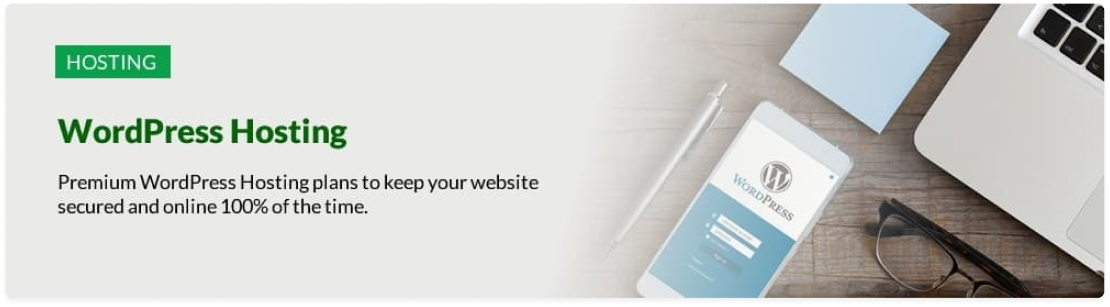 HOSTING
WordPress Hosting
Premium WordPress Hosting plans to keep your website
secured and online 100% of the time.
WORDPRESS